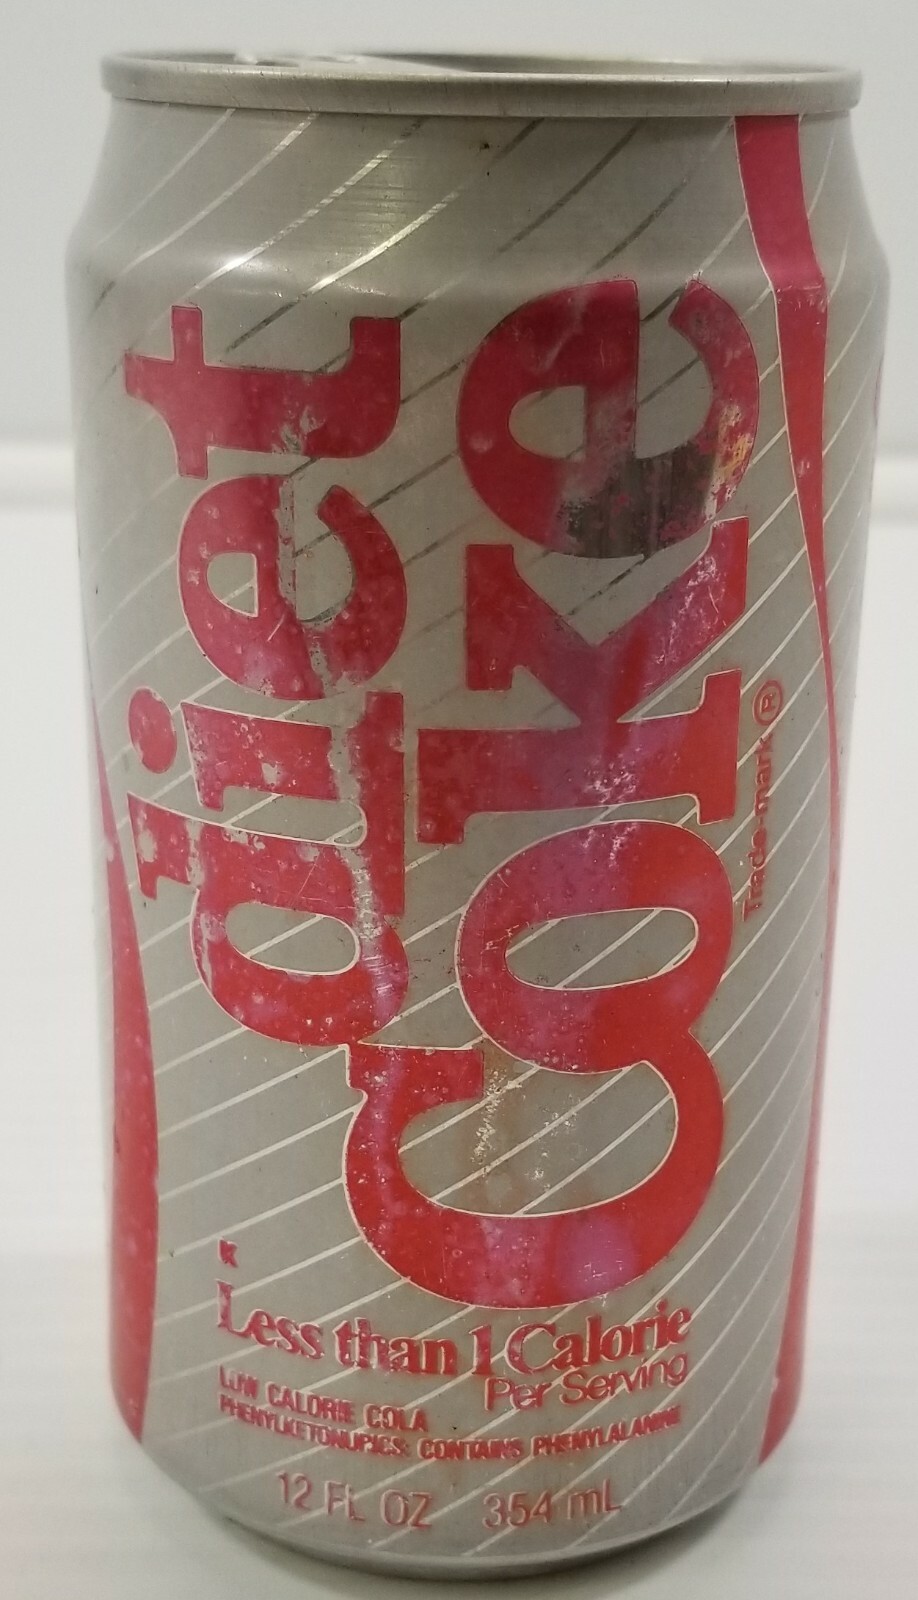 diet
Coke
Trade-mark ®
K
Less than 1 Calorie
Per Serving
LOW CALORIE COLA
PHENYLKETONURICS: CONTAINS PHENYLALANINE
12 FL OZ 354 mL